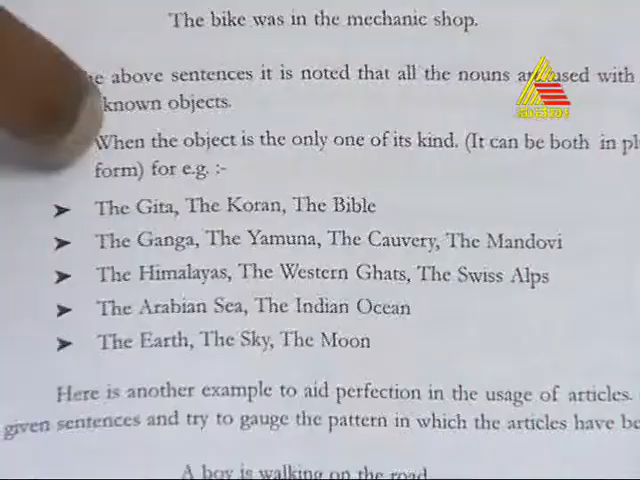 The bike was in the mechanic shop.
above sentences it is noted that all the nouns are used with
known objects.
When the object is the only one of its kind. (It can be both in pl
form) for e.g. :-
➤ The Gita, The Koran, The Bible
➤ The Ganga, The Yamuna, The Cauvery, The Mandovi
➤ The Himalayas, The Western Ghats, The Swiss Alps
➤ The Arabian Sea, The Indian Ocean
➤ The Earth, The Sky, The Moon
Here is another example to aid perfection in the usage of articles.
given sentences and try to gauge the pattern in which the articles have be
A boy is walking on the road